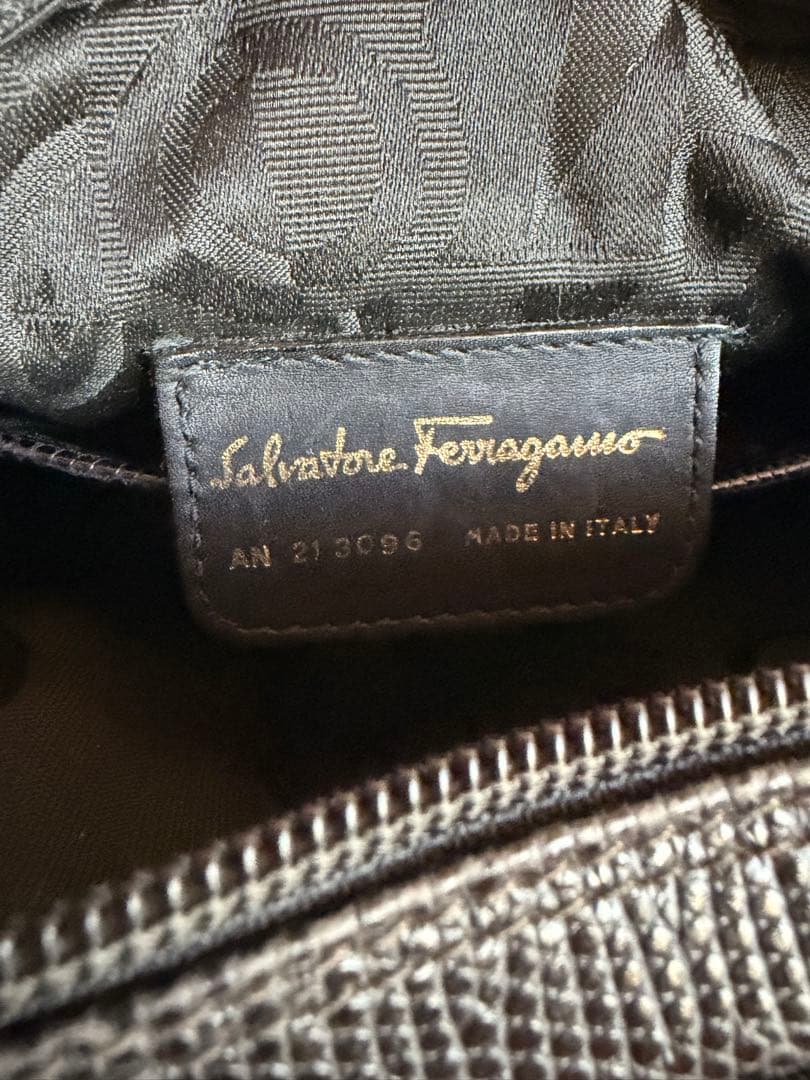 Salvatore Ferragamo
AN 21 3096 MADE IN ITALY